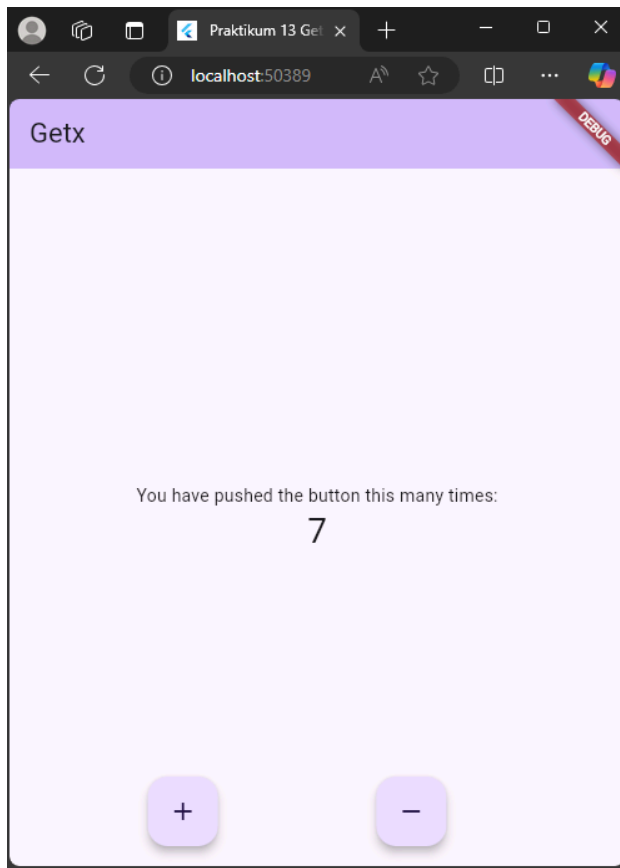 Praktikum 13 Get
localhost:50389
Getx
DEBUG
You have pushed the button this many times:
7
+
−